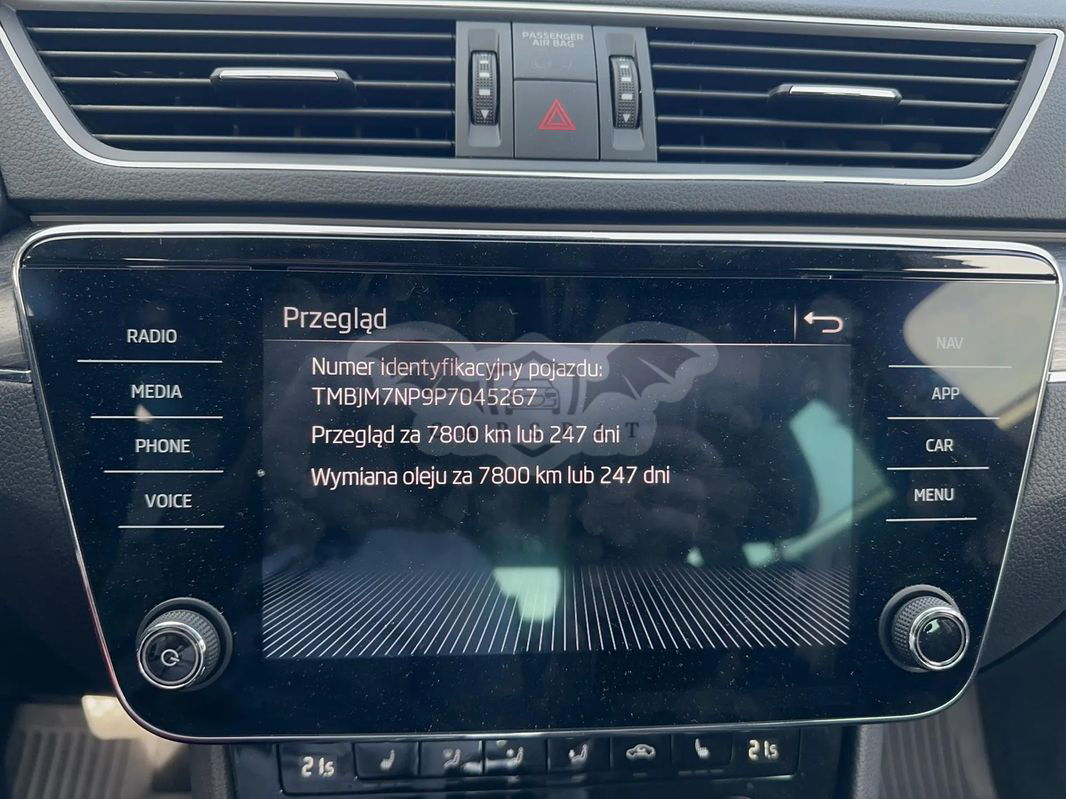 PASSENGER
AIR BAG
Przegląd
RADIO
MEDIA
PHONE
VOICE
Numer identyfikacyjny pojazdu:
TMBJM7NP9P7045267
Przegląd za 7800 km lub 247 dni
Wymiana oleju za 7800 km lub 247 dni
NAV
APP
CAR
MENU
21.5
21.5